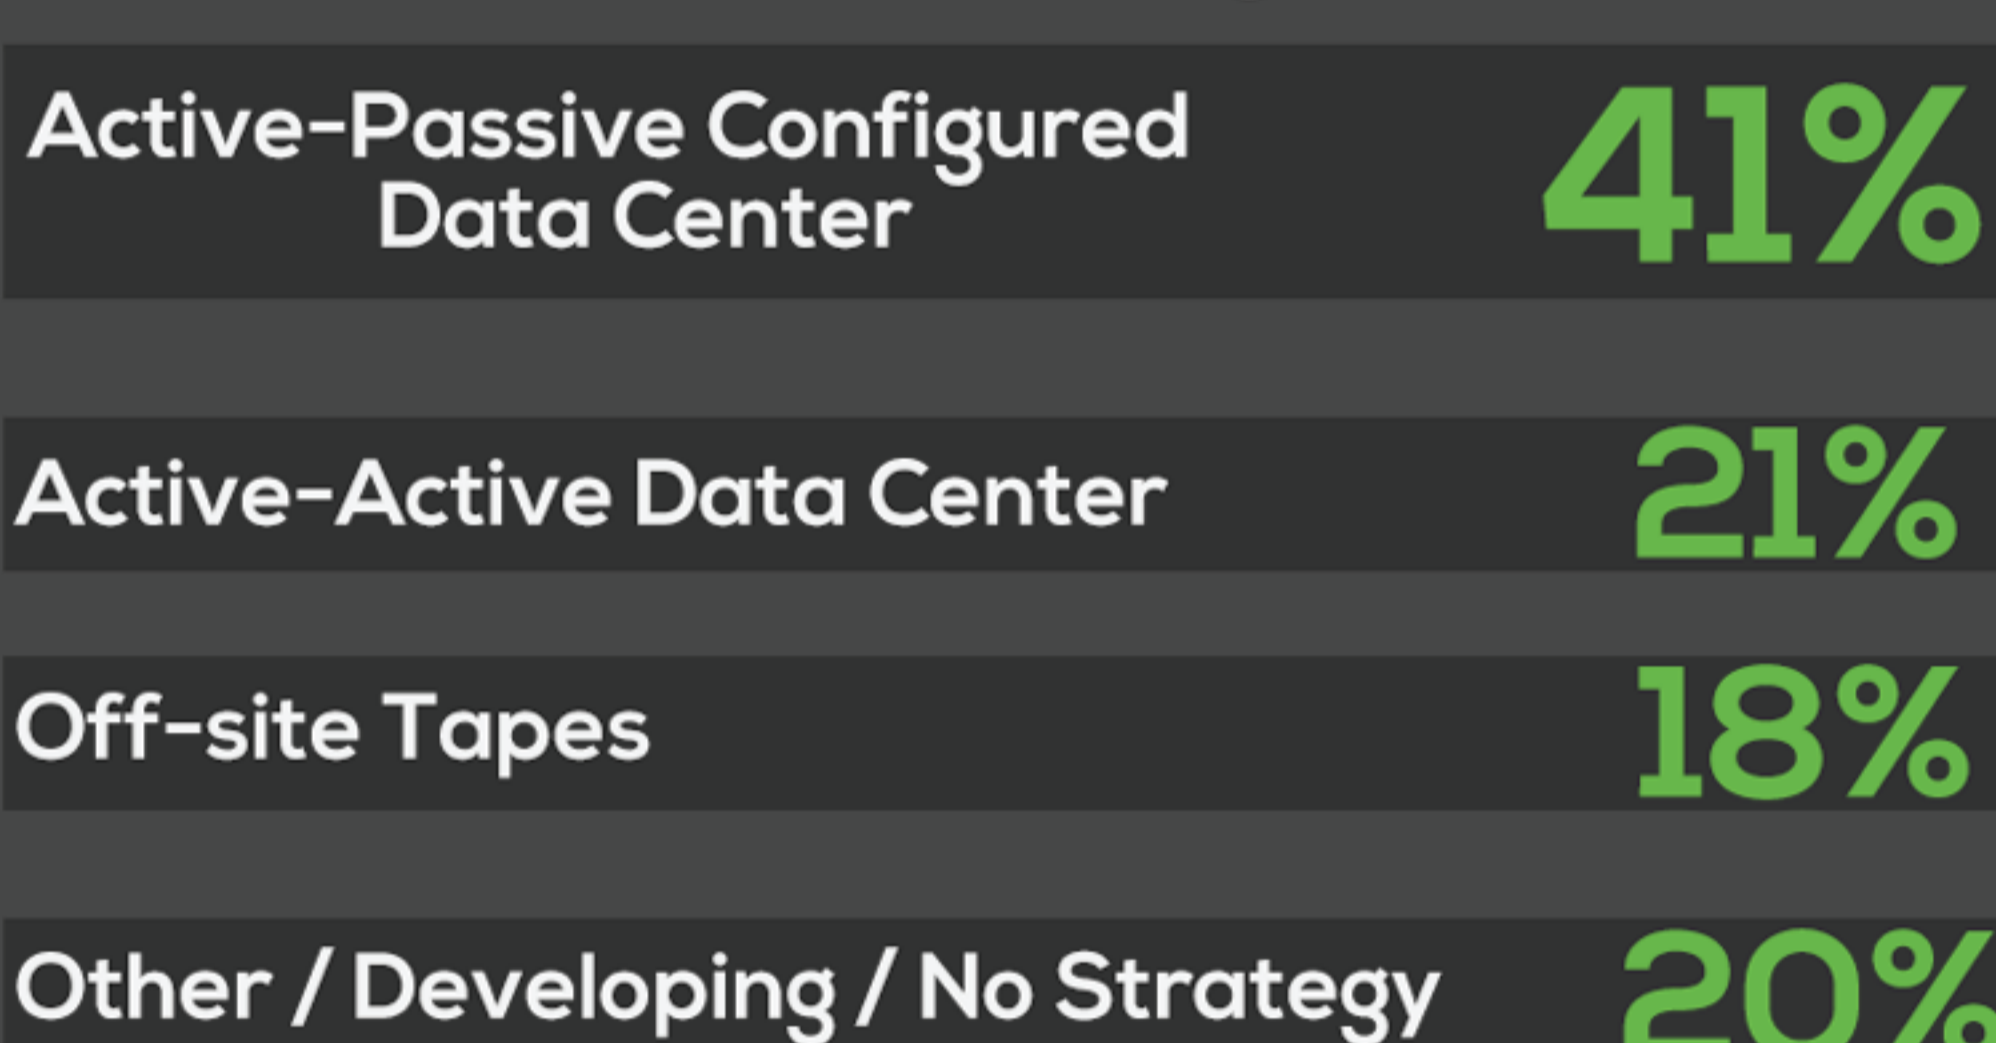 Active-Passive Configured
Data Center
41%
Active-Active Data Center
21%
Off-site Tapes
18%
Other / Developing / No Strategy
20%